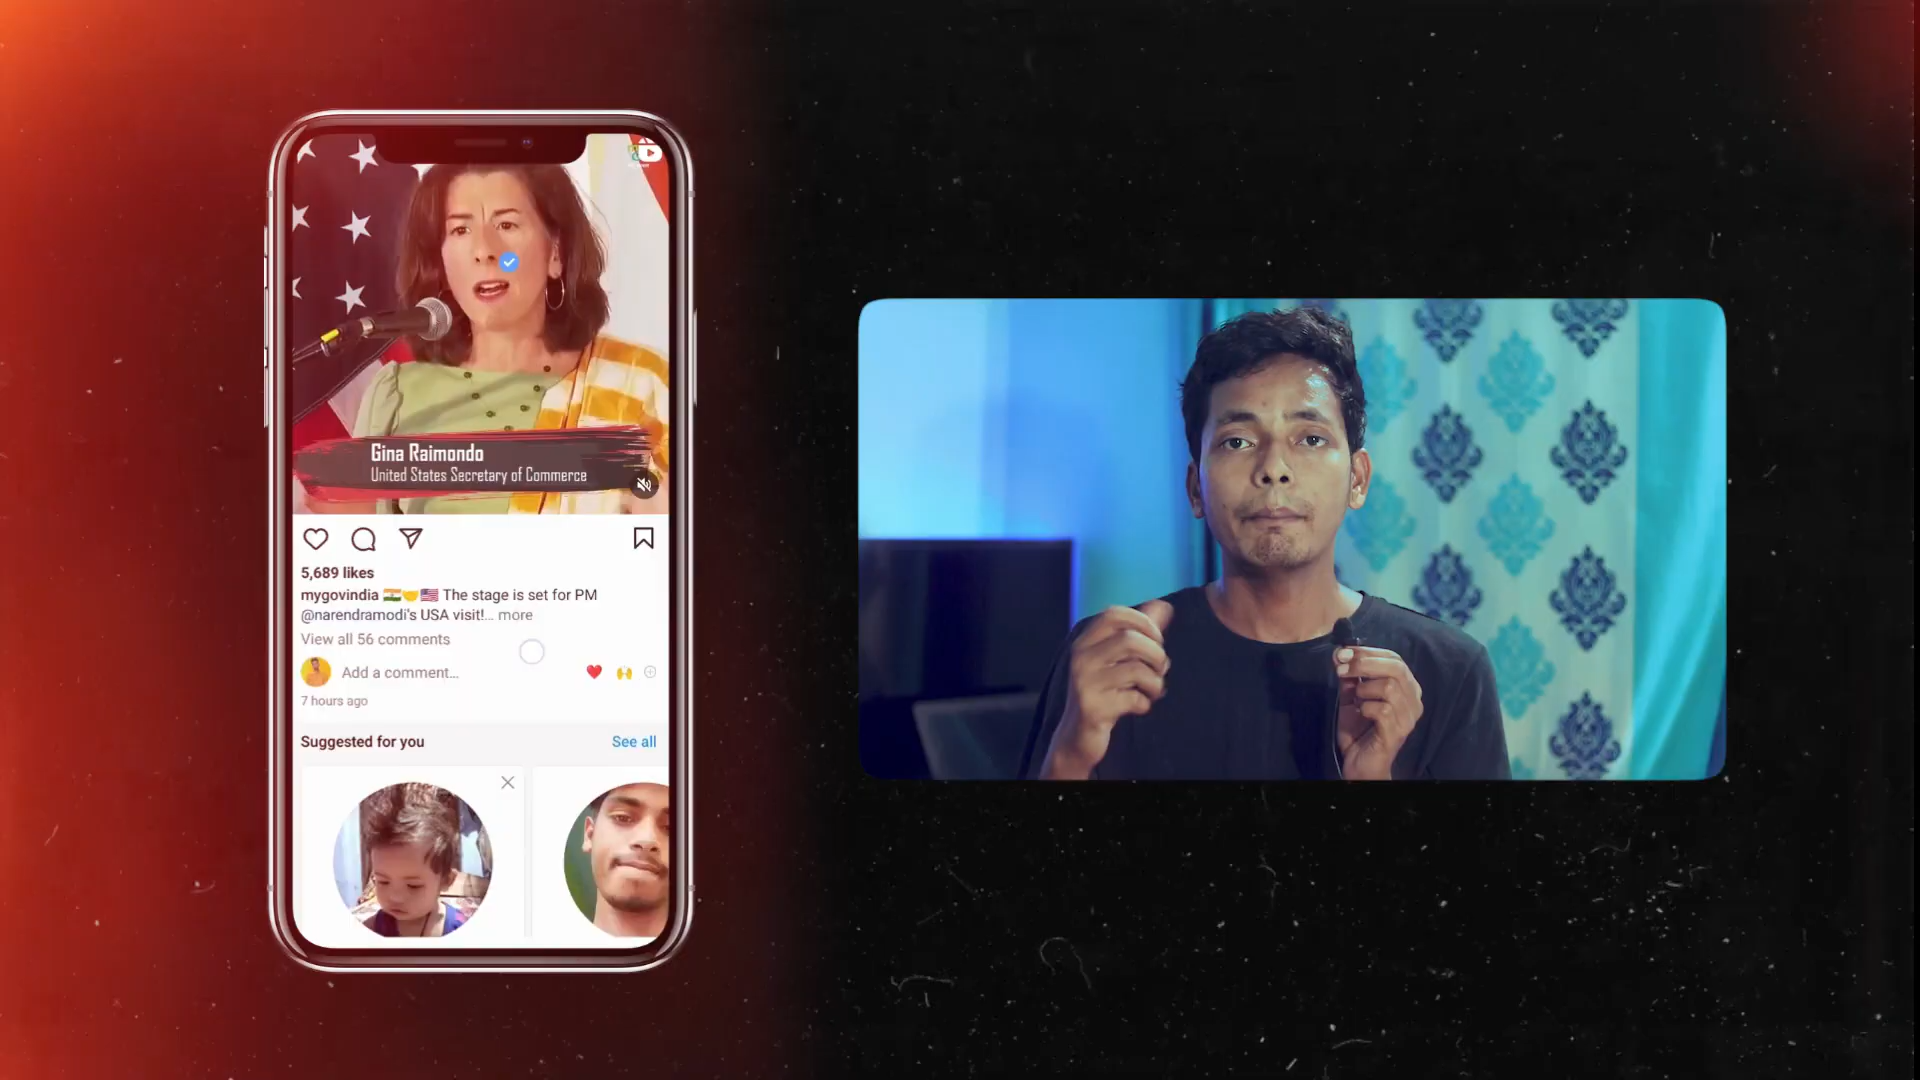 Gina Raimondo
United States Secretary of Commerce
5,689 likes
mygovindia 🇮🇳🤝🇺🇸 The stage is set for PM
@narendramodi's USA visit!... more
View all 56 comments
Add a comment...
7 hours ago
Suggested for you
See all